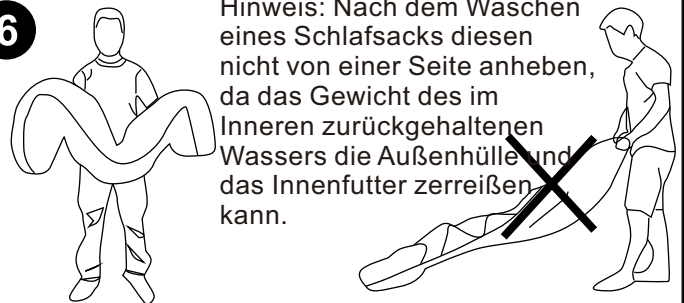 6
Hinweis: Nach dem Waschen
eines Schlafsacks diesen
nicht von einer Seite anheben,
da das Gewicht des im
Inneren zurückgehaltenen
Wassers die Außenhülle und
das Innenfutter zerreißen
kann.